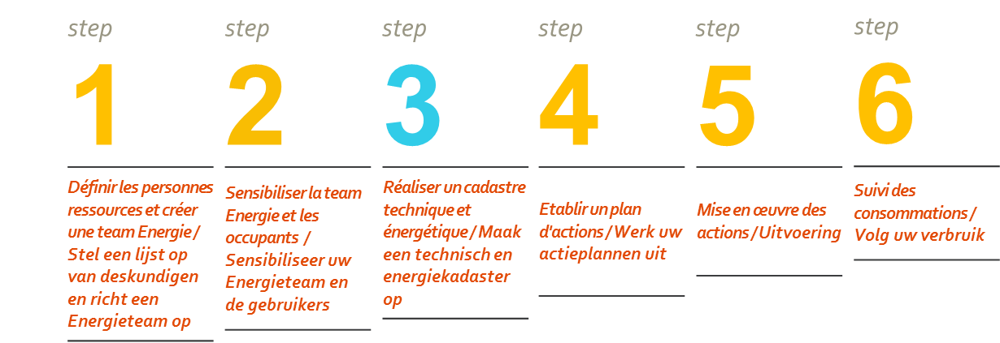 step
1
Définir les personnes
ressources et créer
une team Energie /
Stel een lijst op
van deskundigen
en richt een
Energieteam op
step
2
Sensibiliser la team
Energie et les
occupants /
Sensibiliseer uw
Energieteam en
de gebruikers
step
3
Réaliser un cadastre
technique et
énergétique / Maak
een technisch en
energiekadaster
op
step
4
Etablir un plan
d'actions / Werk uw
actieplannen uit
step
5
Mise en œuvre des
actions / Uitvoering
step
6
Suivi des
consommations /
Volg uw verbruik